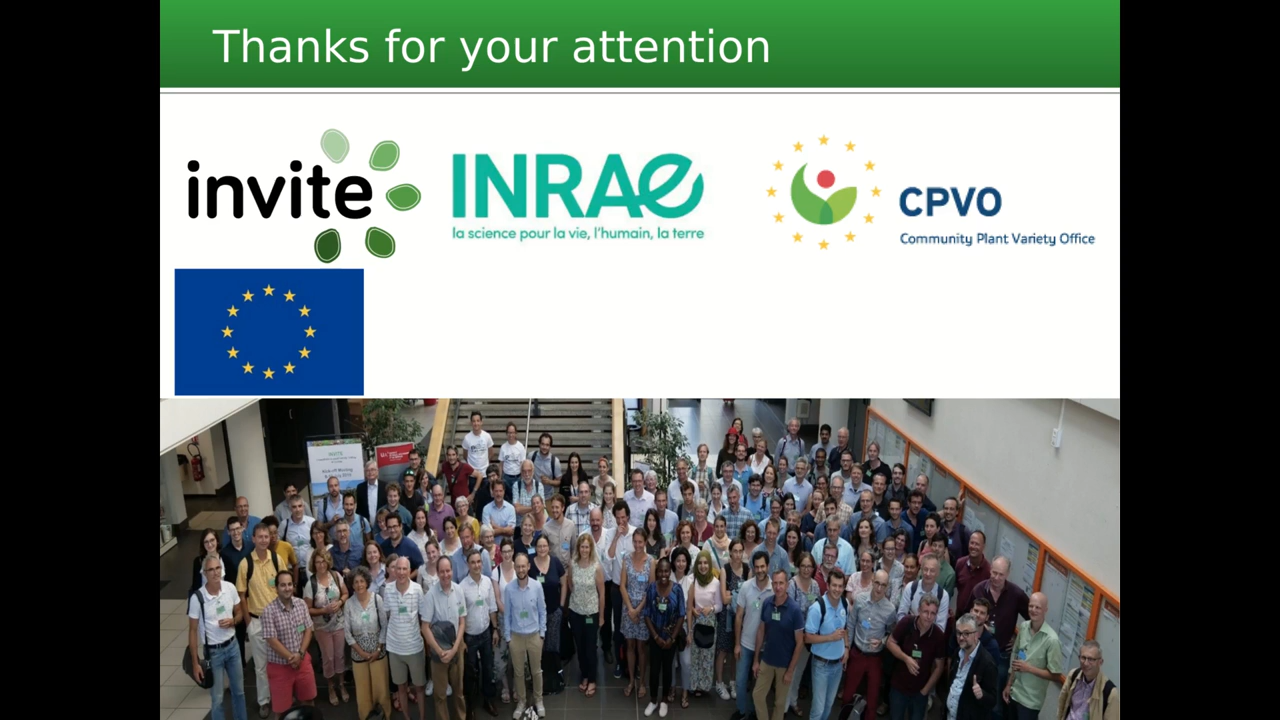 Thanks for your attention
invite
INRAE
la science pour la vie, l'humain, la terre
CPVO
Community Plant Variety Office
INVITE